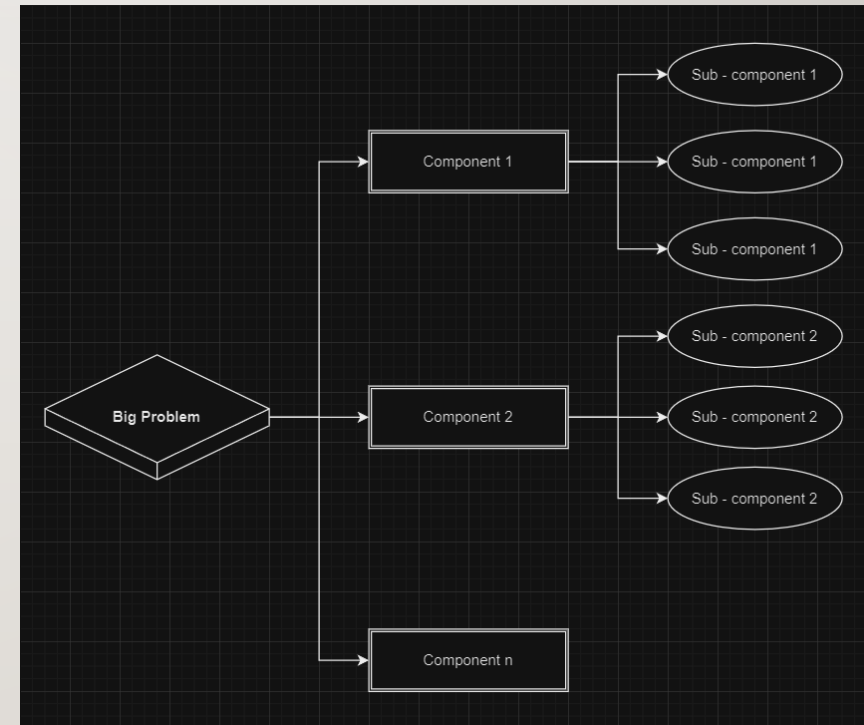 Sub - component 1
Component 1
Sub - component 1
Sub - component 1
Sub - component 2
Big Problem
Component 2
Sub - component 2
Sub - component 2
Component n